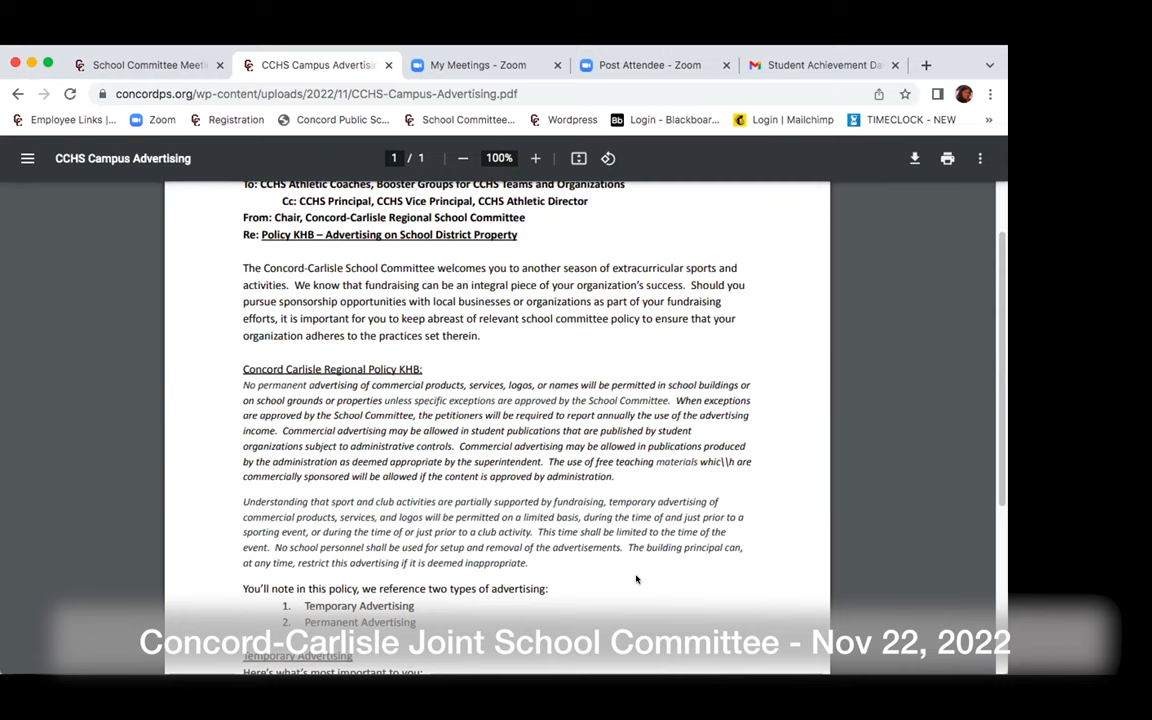 School Committee Meeti
CCHS Campus Advertisin
My Meetings - Zoom
Post Attendee - Zoom
Student Achievement Da
concordps.org/wp-content/uploads/2022/11/CCHS-Campus-Advertising.pdf
Employee Links |...
Zoom
Registration
Concord Public Sc...
School Committee...
Wordpress
Bb
Login - Blackboar...
Login | Mailchimp
TIMECLOCK - NEW
»
CCHS Campus Advertising
1 / 1
100%
To: CCHS Athletic Coaches, Booster Groups for CCHS Teams and Organizations
Cc: CCHS Principal, CCHS Vice Principal, CCHS Athletic Director
From: Chair, Concord-Carlisle Regional School Committee
Re: Policy KHB – Advertising on School District Property
The Concord-Carlisle School Committee welcomes you to another season of extracurricular sports and
activities. We know that fundraising can be an integral piece of your organization's success. Should you
pursue sponsorship opportunities with local businesses or organizations as part of your fundraising
efforts, it is important for you to keep abreast of relevant school committee policy to ensure that your
organization adheres to the practices set therein.
Concord Carlisle Regional Policy KHB:
No permanent advertising of commercial products, services, logos, or names will be permitted in school buildings or
on school grounds or properties unless specific exceptions are approved by the School Committee. When exceptions
are approved by the School Committee, the petitioners will be required to report annually the use of the advertising
income. Commercial advertising may be allowed in student publications that are published by student
organizations subject to administrative controls. Commercial advertising may be allowed in publications produced
by the administration as deemed appropriate by the superintendent. The use of free teaching materials whic\\h are
commercially sponsored will be allowed if the content is approved by administration.
Understanding that sport and club activities are partially supported by fundraising, temporary advertising of
commercial products, services, and logos will be permitted on a limited basis, during the time of and just prior to a
sporting event, or during the time of or just prior to a club activity. This time shall be limited to the time of the
event. No school personnel shall be used for setup and removal of the advertisements. The building principal can,
at any time, restrict this advertising if it is deemed inappropriate.
You'll note in this policy, we reference two types of advertising:
1. Temporary Advertising
2. Permanent Advertising
Concord-Carlisle Joint School Committee - Nov 22, 2022
Temporary Advertising
Here's what's most important to you: